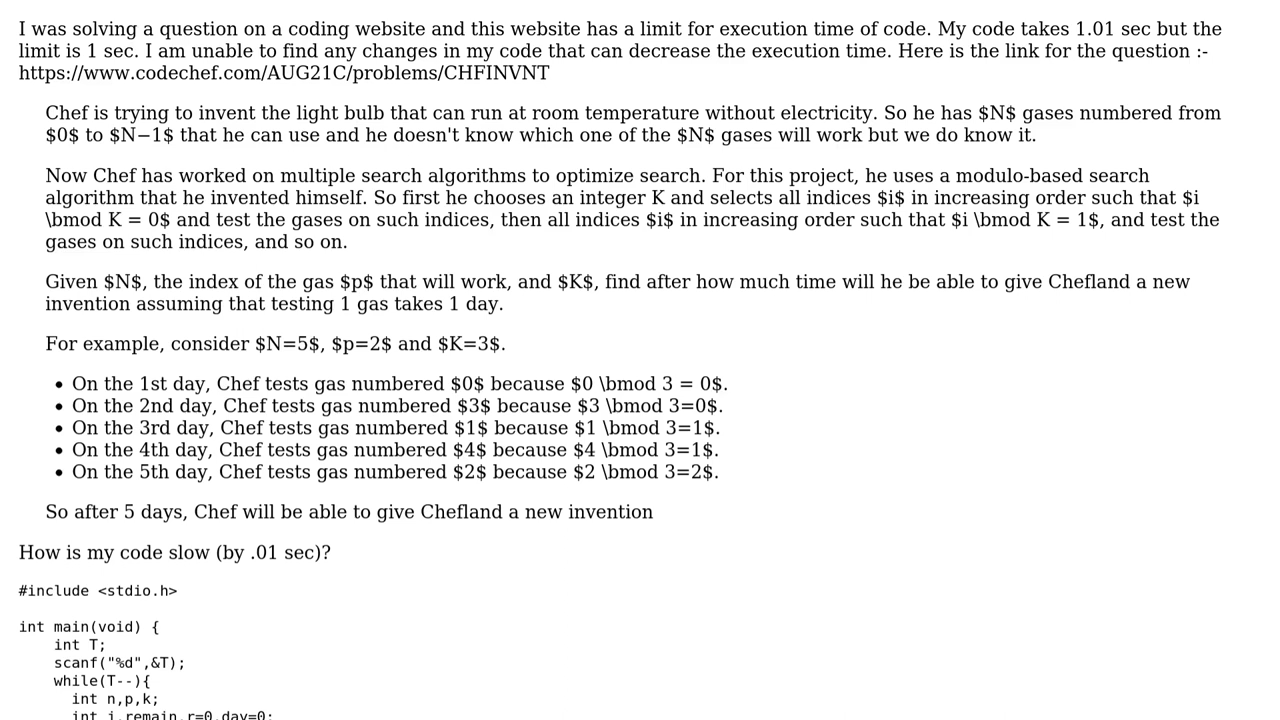 I was solving a question on a coding website and this website has a limit for execution time of code. My code takes 1.01 sec but the
limit is 1 sec. I am unable to find any changes in my code that can decrease the execution time. Here is the link for the question :-
https://www.codechef.com/AUG21C/problems/CHFINVNT
Chef is trying to invent the light bulb that can run at room temperature without electricity. So he has $N$ gases numbered from
$0$ to $N−1$ that he can use and he doesn't know which one of the $N$ gases will work but we do know it.
Now Chef has worked on multiple search algorithms to optimize search. For this project, he uses a modulo-based search
algorithm that he invented himself. So first he chooses an integer K and selects all indices $i$ in increasing order such that $i
\bmod K = 0$ and test the gases on such indices, then all indices $i$ in increasing order such that $i \bmod K = 1$, and test the
gases on such indices, and so on.
Given $N$, the index of the gas $p$ that will work, and $K$, find after how much time will he be able to give Chefland a new
invention assuming that testing 1 gas takes 1 day.
For example, consider $N=5$, $p=2$ and $K=3$.
• On the 1st day, Chef tests gas numbered $0$ because $0 \bmod 3 = 0$.
• On the 2nd day, Chef tests gas numbered $3$ because $3 \bmod 3=0$.
• On the 3rd day, Chef tests gas numbered $1$ because $1 \bmod 3=1$.
• On the 4th day, Chef tests gas numbered $4$ because $4 \bmod 3=1$.
• On the 5th day, Chef tests gas numbered $2$ because $2 \bmod 3=2$.
So after 5 days, Chef will be able to give Chefland a new invention
How is my code slow (by .01 sec)?
#include <stdio.h>
int main(void) {
int T;
scanf("%d",&T);
while(T--){
int n,p,k;
int i,remain,r=0,day=0;